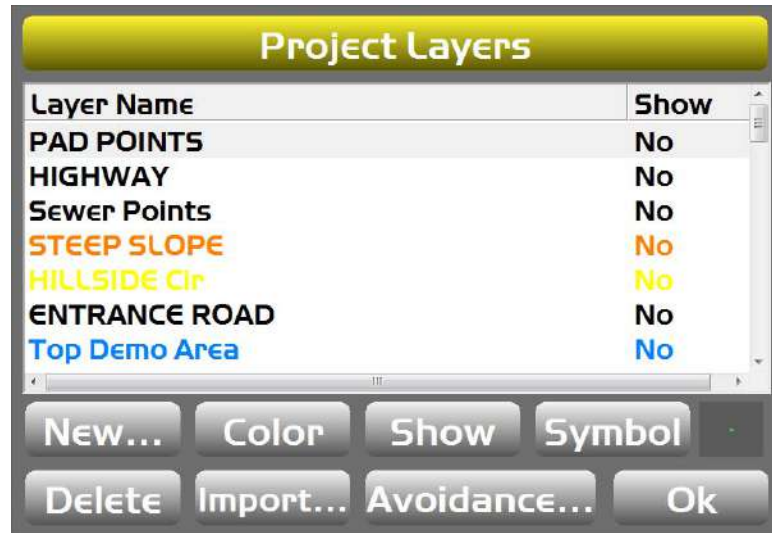 Project Layers
Layer Name Show
PAD POINTS No
HIGHWAY No
Sewer Points No
STEEP SLOPE No
HILLSIDE Clr No
ENTRANCE ROAD No
Top Demo Area No
New... Color Show Symbol
Delete Import... Avoidance... Ok